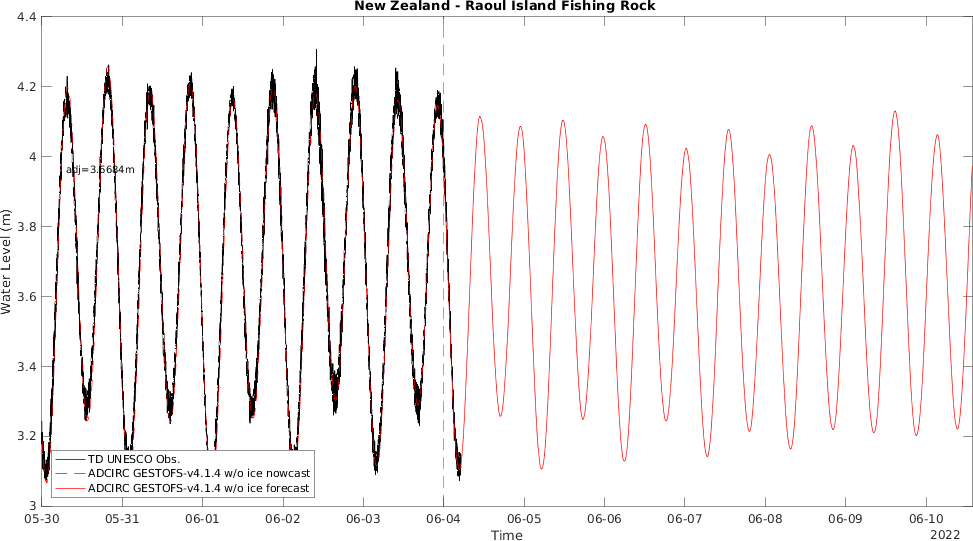 New Zealand - Raoul Island Fishing Rock
4.4
4.2
4
3.8
3.6
3.4
3.2
3
Water Level (m)
adj=3.6684m
TD UNESCO Obs.
ADCIRC GESTOFS-v4.1.4 w/o ice nowcast
ADCIRC GESTOFS-v4.1.4 w/o ice forecast
05-30 05-31 06-01 06-02 06-03 06-04 06-05 06-06 06-07 06-08 06-09 06-10
Time
2022